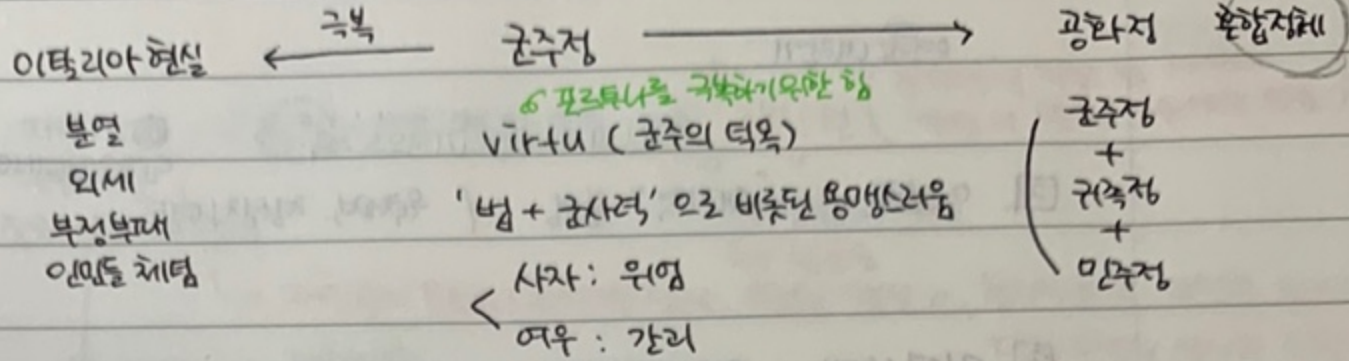 이탈리아 현실 ← 극복 군주정 → 공화정 혼합정체
분열
외세
부정부패
인민들 체념
포르투나를 극복하기 위한 힘
virtu ( 군주의 덕목 )
'법 + 군사력' 으로 비롯된 용맹스러움
< 사자 : 위엄
여우 : 간괴
군주정
+
귀족정
+
민주정